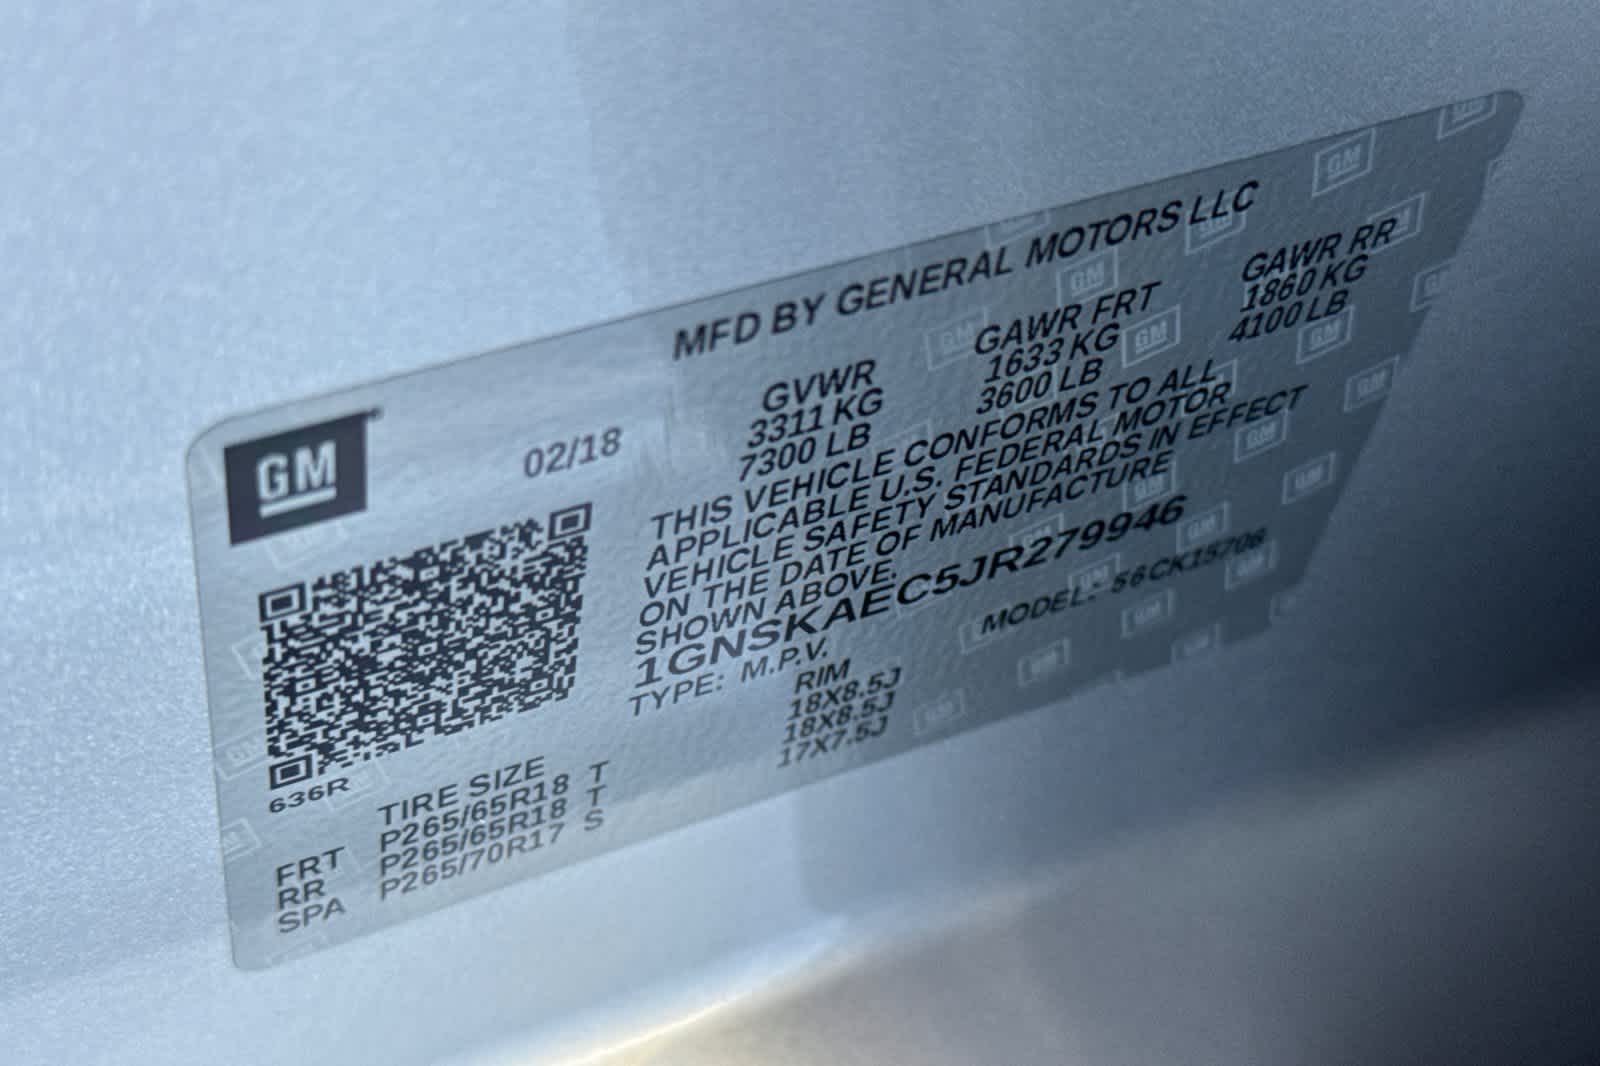 MFD BY GENERAL MOTORS LLC
GM
02/18
GVWR GAWR FRT GAWR RR
3311 KG 1633 KG 1860 KG
7300 LB 3600 LB 4100 LB
THIS VEHICLE CONFORMS TO ALL
APPLICABLE U.S. FEDERAL MOTOR
VEHICLE SAFETY STANDARDS IN EFFECT
ON THE DATE OF MANUFACTURE
SHOWN ABOVE.
1GNSKAEC5JR279946
TYPE: M.P.V. MODEL:
636R
TIRE SIZE RIM
FRT P265/65R18 T 18X8.5J
RR P265/65R18 T 18X8.5J
SPA P265/70R17 S 17X7.5J